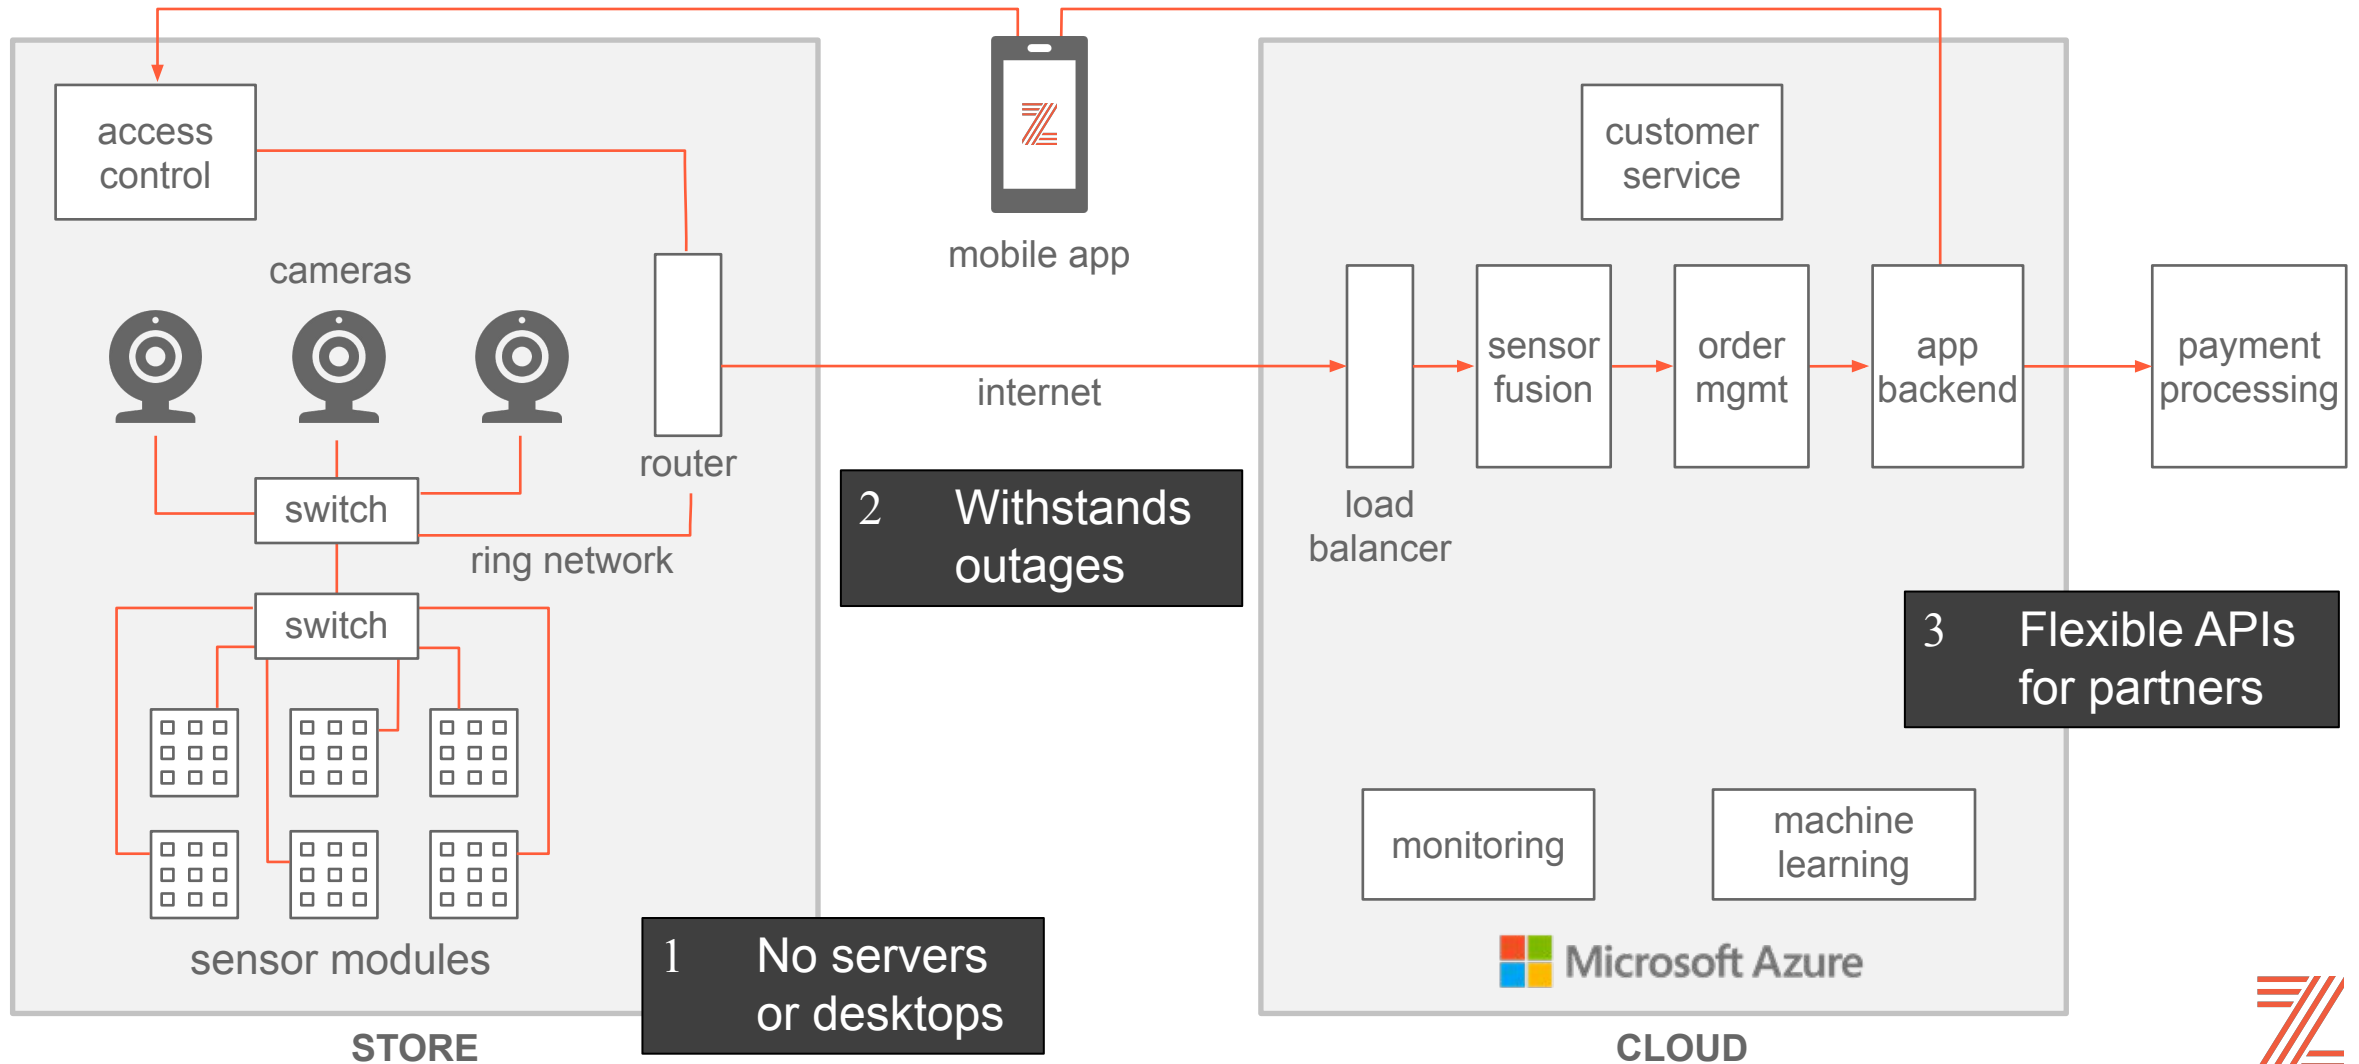 access
control
cameras
router
switch
ring network
switch
sensor modules
STORE
1 No servers
or desktops
mobile app
internet
2 Withstands
outages
customer
service
load
balancer
sensor
fusion
order
mgmt
app
backend
payment
processing
3 Flexible APIs
for partners
monitoring
machine
learning
Microsoft Azure
CLOUD